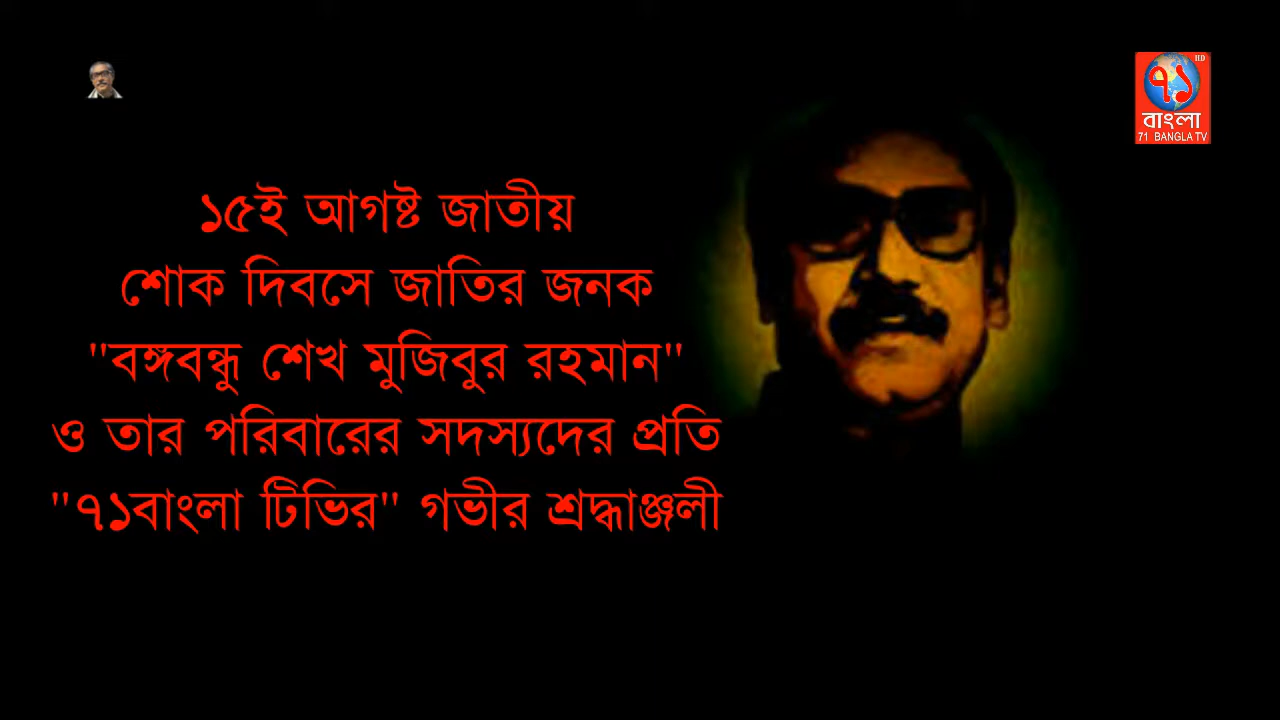 ১৫ই আগষ্ট জাতীয়
শোক দিবসে জাতির জনক
"বঙ্গবন্ধু শেখ মুজিবুর রহমান"
ও তার পরিবারের সদস্যদের প্রতি
"৭১বাংলা টিভির" গভীর শ্রদ্ধাঞ্জলী
৭১
বাংলা
71 BANGLA TV